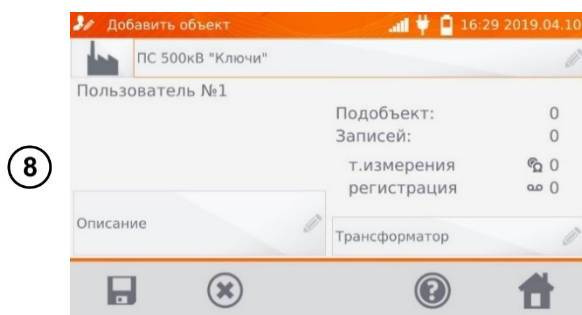 Добавить объект 16:29 2019.04.10
ПС 500кВ "Ключи"
Пользователь №1
Подобъект: 0
Записей: 0
8
т.измерения 0
регистрация 0
Описание
Трансформатор